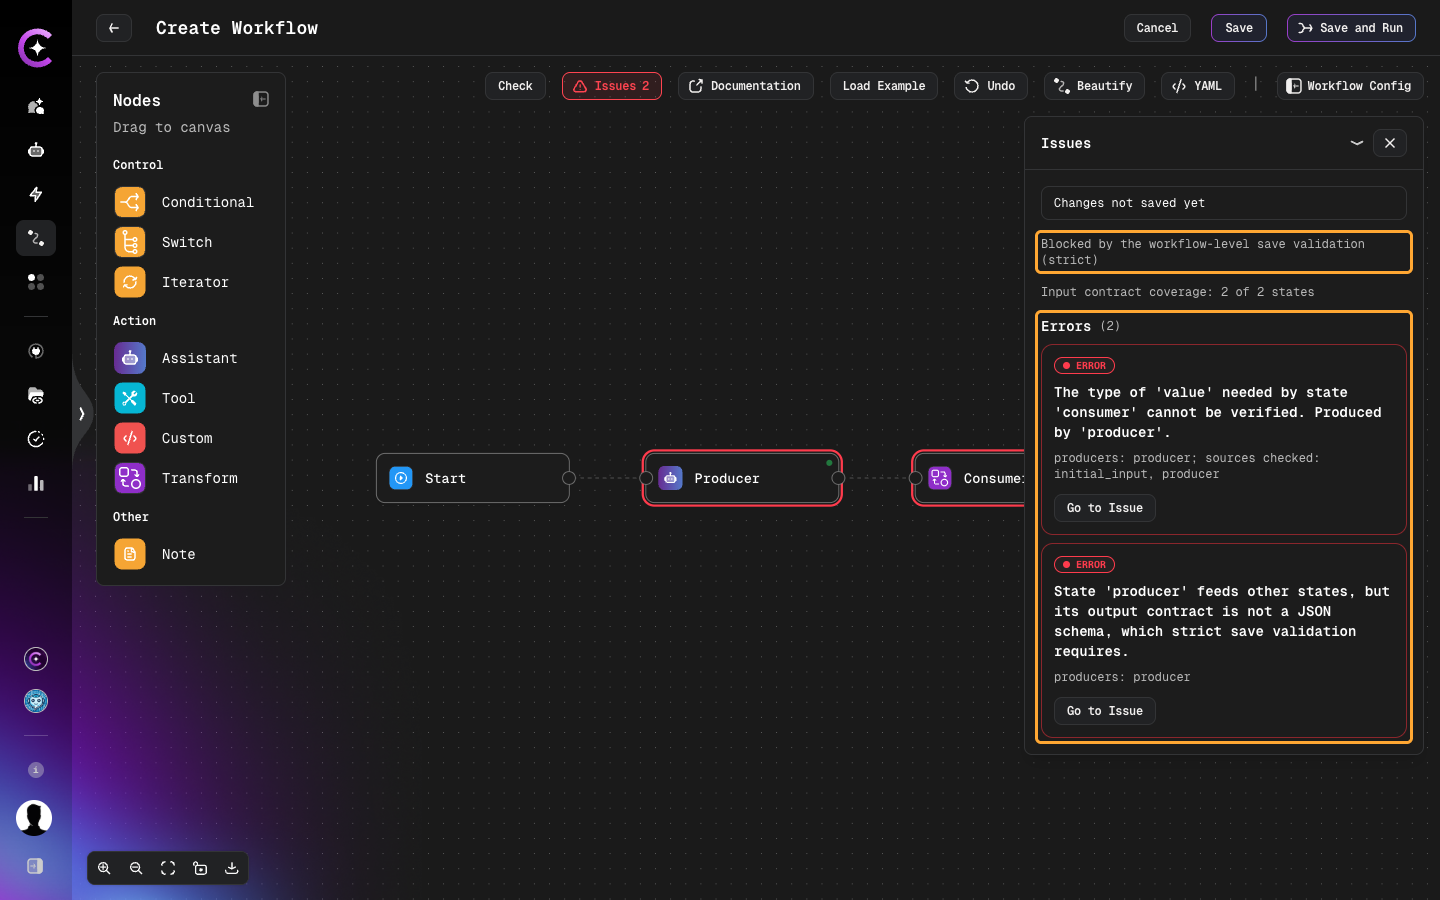 Create Workflow
Cancel
Save
Save and Run
Check
Issues 2
Documentation
Load Example
Undo
Beautify
YAML
Workflow Config
Nodes
Drag to canvas
Control
Conditional
Switch
Iterator
Action
Assistant
Tool
Custom
Transform
Other
Note
Start
Producer
Consumer
Issues
Changes not saved yet
Blocked by the workflow-level save validation
(strict)
Input contract coverage: 2 of 2 states
Errors (2)
ERROR
The type of 'value' needed by state
'consumer' cannot be verified. Produced
by 'producer'.
producers: producer; sources checked:
initial_input, producer
Go to Issue
ERROR
State 'producer' feeds other states, but
its output contract is not a JSON
schema, which strict save validation
requires.
producers: producer
Go to Issue